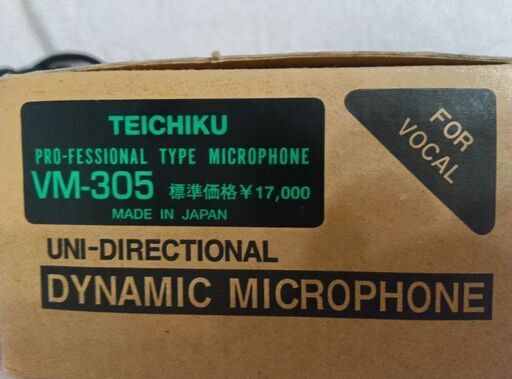 TEICHIKU
PRO-FESSIONAL TYPE MICROPHONE
VM-305 標準価格¥17,000
MADE IN JAPAN
FOR
VOCAL
UNI-DIRECTIONAL
DYNAMIC MICROPHONE